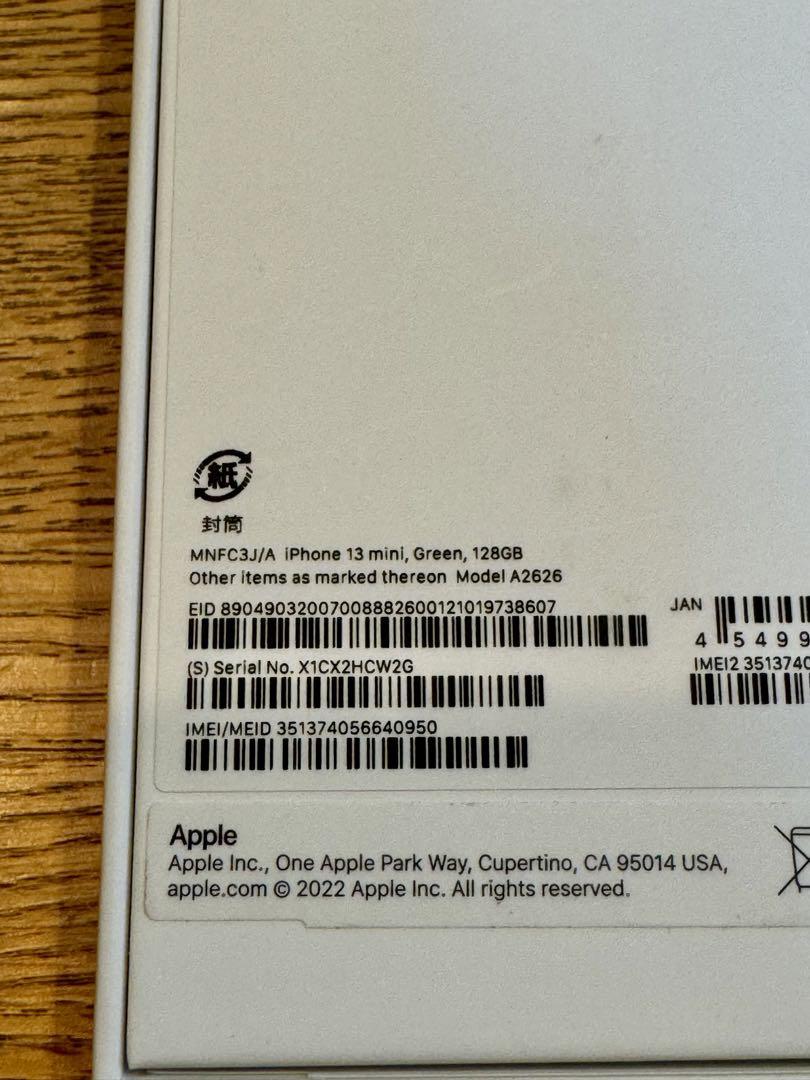 紙
封筒
MNFC3J/A iPhone 13 mini, Green, 128GB
Other items as marked thereon Model A2626
EID 89049032007008882600121019738607
JAN
4 5499
(S) Serial No. X1CX2HCW2G
IMEI2 3513740
IMEI/MEID 351374056640950
Apple
Apple Inc., One Apple Park Way, Cupertino, CA 95014 USA,
apple.com © 2022 Apple Inc. All rights reserved.